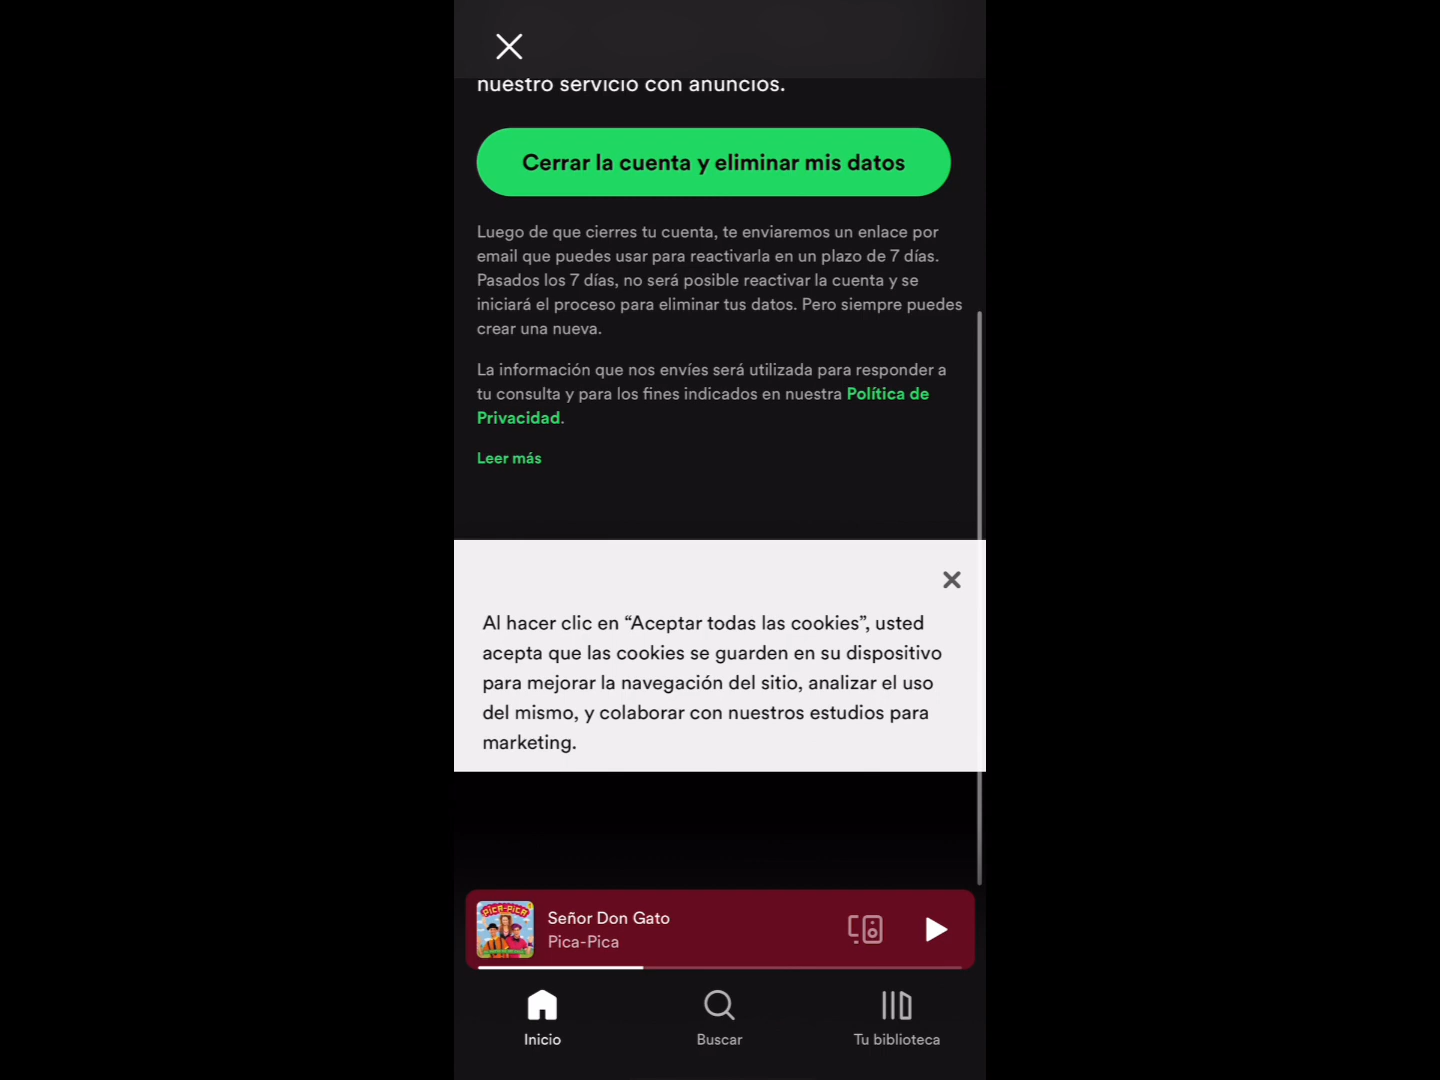 nuestro servicio con anuncios.
Cerrar la cuenta y eliminar mis datos
Luego de que cierres tu cuenta, te enviaremos un enlace por
email que puedes usar para reactivarla en un plazo de 7 días.
Pasados los 7 días, no será posible reactivar la cuenta y se
iniciará el proceso para eliminar tus datos. Pero siempre puedes
crear una nueva.
La información que nos envíes será utilizada para responder a
tu consulta y para los fines indicados en nuestra Política de
Privacidad.
Leer más
Al hacer clic en “Aceptar todas las cookies”, usted
acepta que las cookies se guarden en su dispositivo
para mejorar la navegación del sitio, analizar el uso
del mismo, y colaborar con nuestros estudios para
marketing.
PICA-PICA
Señor Don Gato
Pica-Pica
Inicio
Buscar
Tu biblioteca